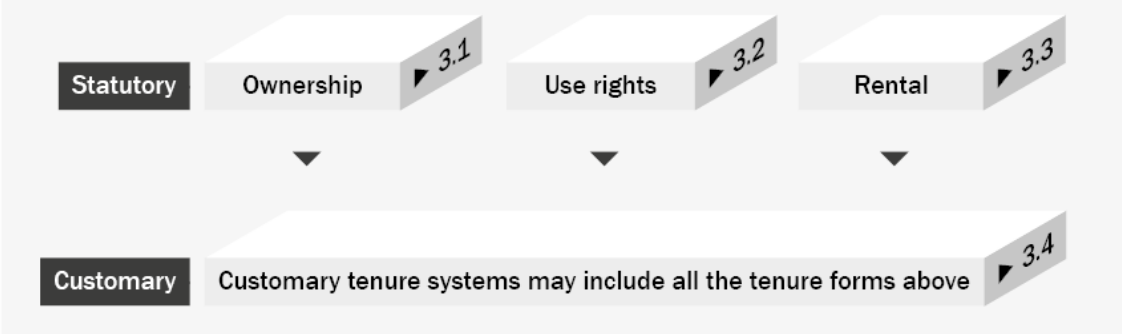 Statutory Ownership 3.1 Use rights 3.2 Rental 3.3
Customary Customary tenure systems may include all the tenure forms above 3.4